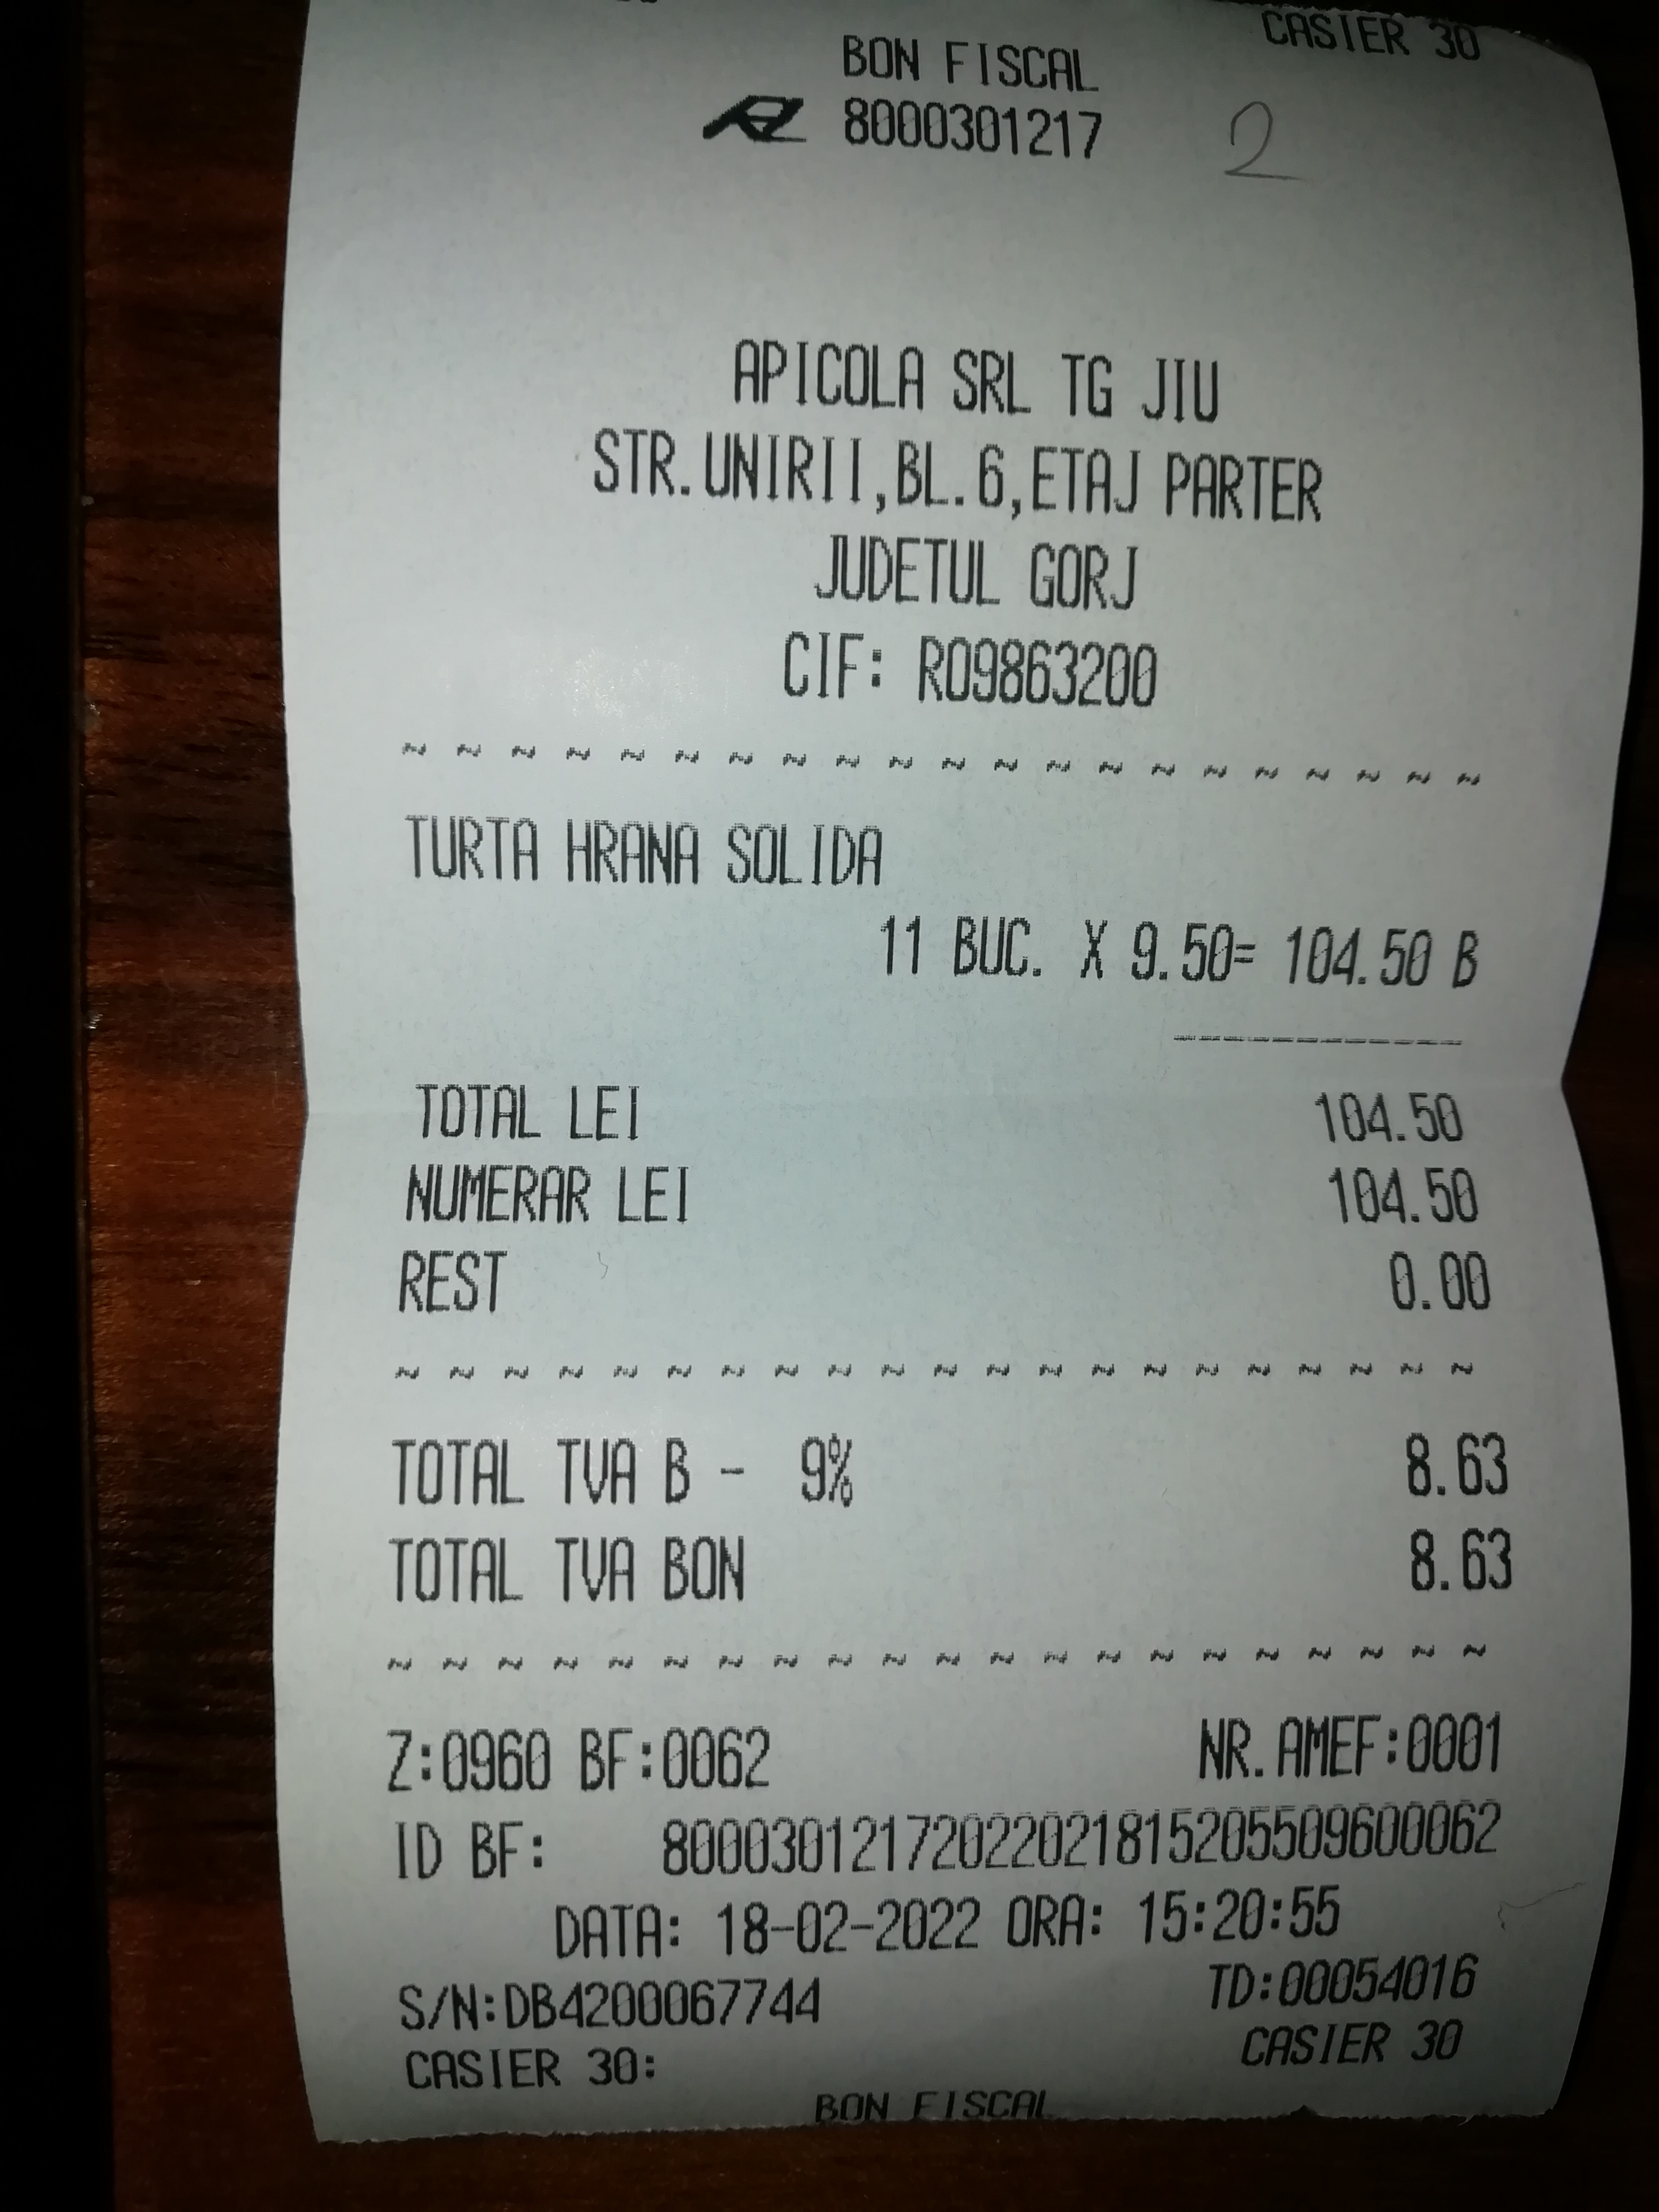 CASIER 30
BON FISCAL
8000301217 2
APICOLA SRL TG JIU
STR.UNIRII,BL.6,ETAJ PARTER
JUDETUL GORJ
CIF: RO9863200
~ ~ ~ ~ ~ ~ ~ ~ ~ ~ ~ ~ ~ ~ ~ ~ ~ ~ ~ ~ ~
TURTA HRANA SOLIDA
11 BUC. X 9.50= 104.50 B
------------
TOTAL LEI 104.50
NUMERAR LEI 104.50
REST 0.00
~ ~ ~ ~ ~ ~ ~ ~ ~ ~ ~ ~ ~ ~ ~ ~ ~ ~ ~ ~ ~
TOTAL TVA B - 9% 8.63
TOTAL TVA BON 8.63
~ ~ ~ ~ ~ ~ ~ ~ ~ ~ ~ ~ ~ ~ ~ ~ ~ ~ ~ ~ ~
Z:0960 BF:0062 NR.AMEF:0001
ID BF: 80003012172022021815205509600062
DATA: 18-02-2022 ORA: 15:20:55
S/N:DB4200067744 TD:00054016
CASIER 30: CASIER 30
BON FISCAL